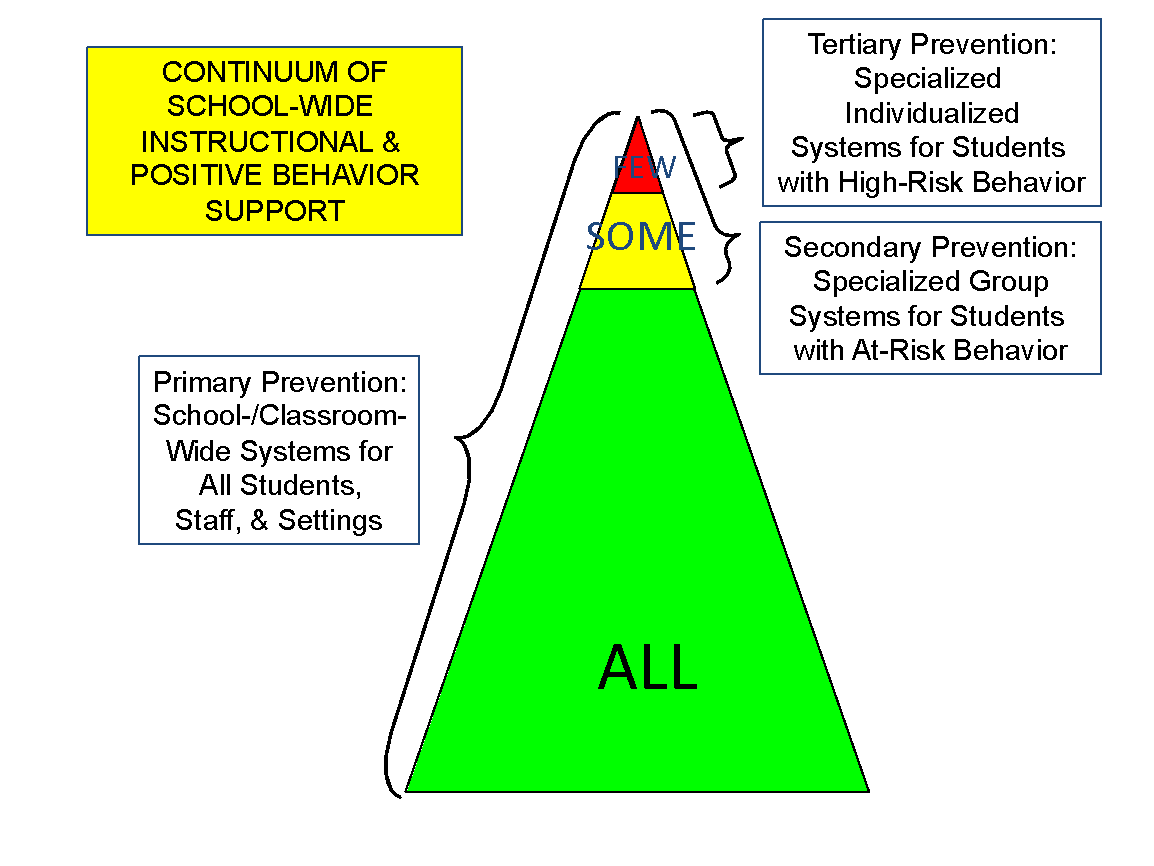 CONTINUUM OF
SCHOOL-WIDE
INSTRUCTIONAL &
POSITIVE BEHAVIOR
SUPPORT
Tertiary Prevention:
Specialized
Individualized
Systems for Students
with High-Risk Behavior
FEW
SOME
Secondary Prevention:
Specialized Group
Systems for Students
with At-Risk Behavior
Primary Prevention:
School-/Classroom-
Wide Systems for
All Students,
Staff, & Settings
ALL